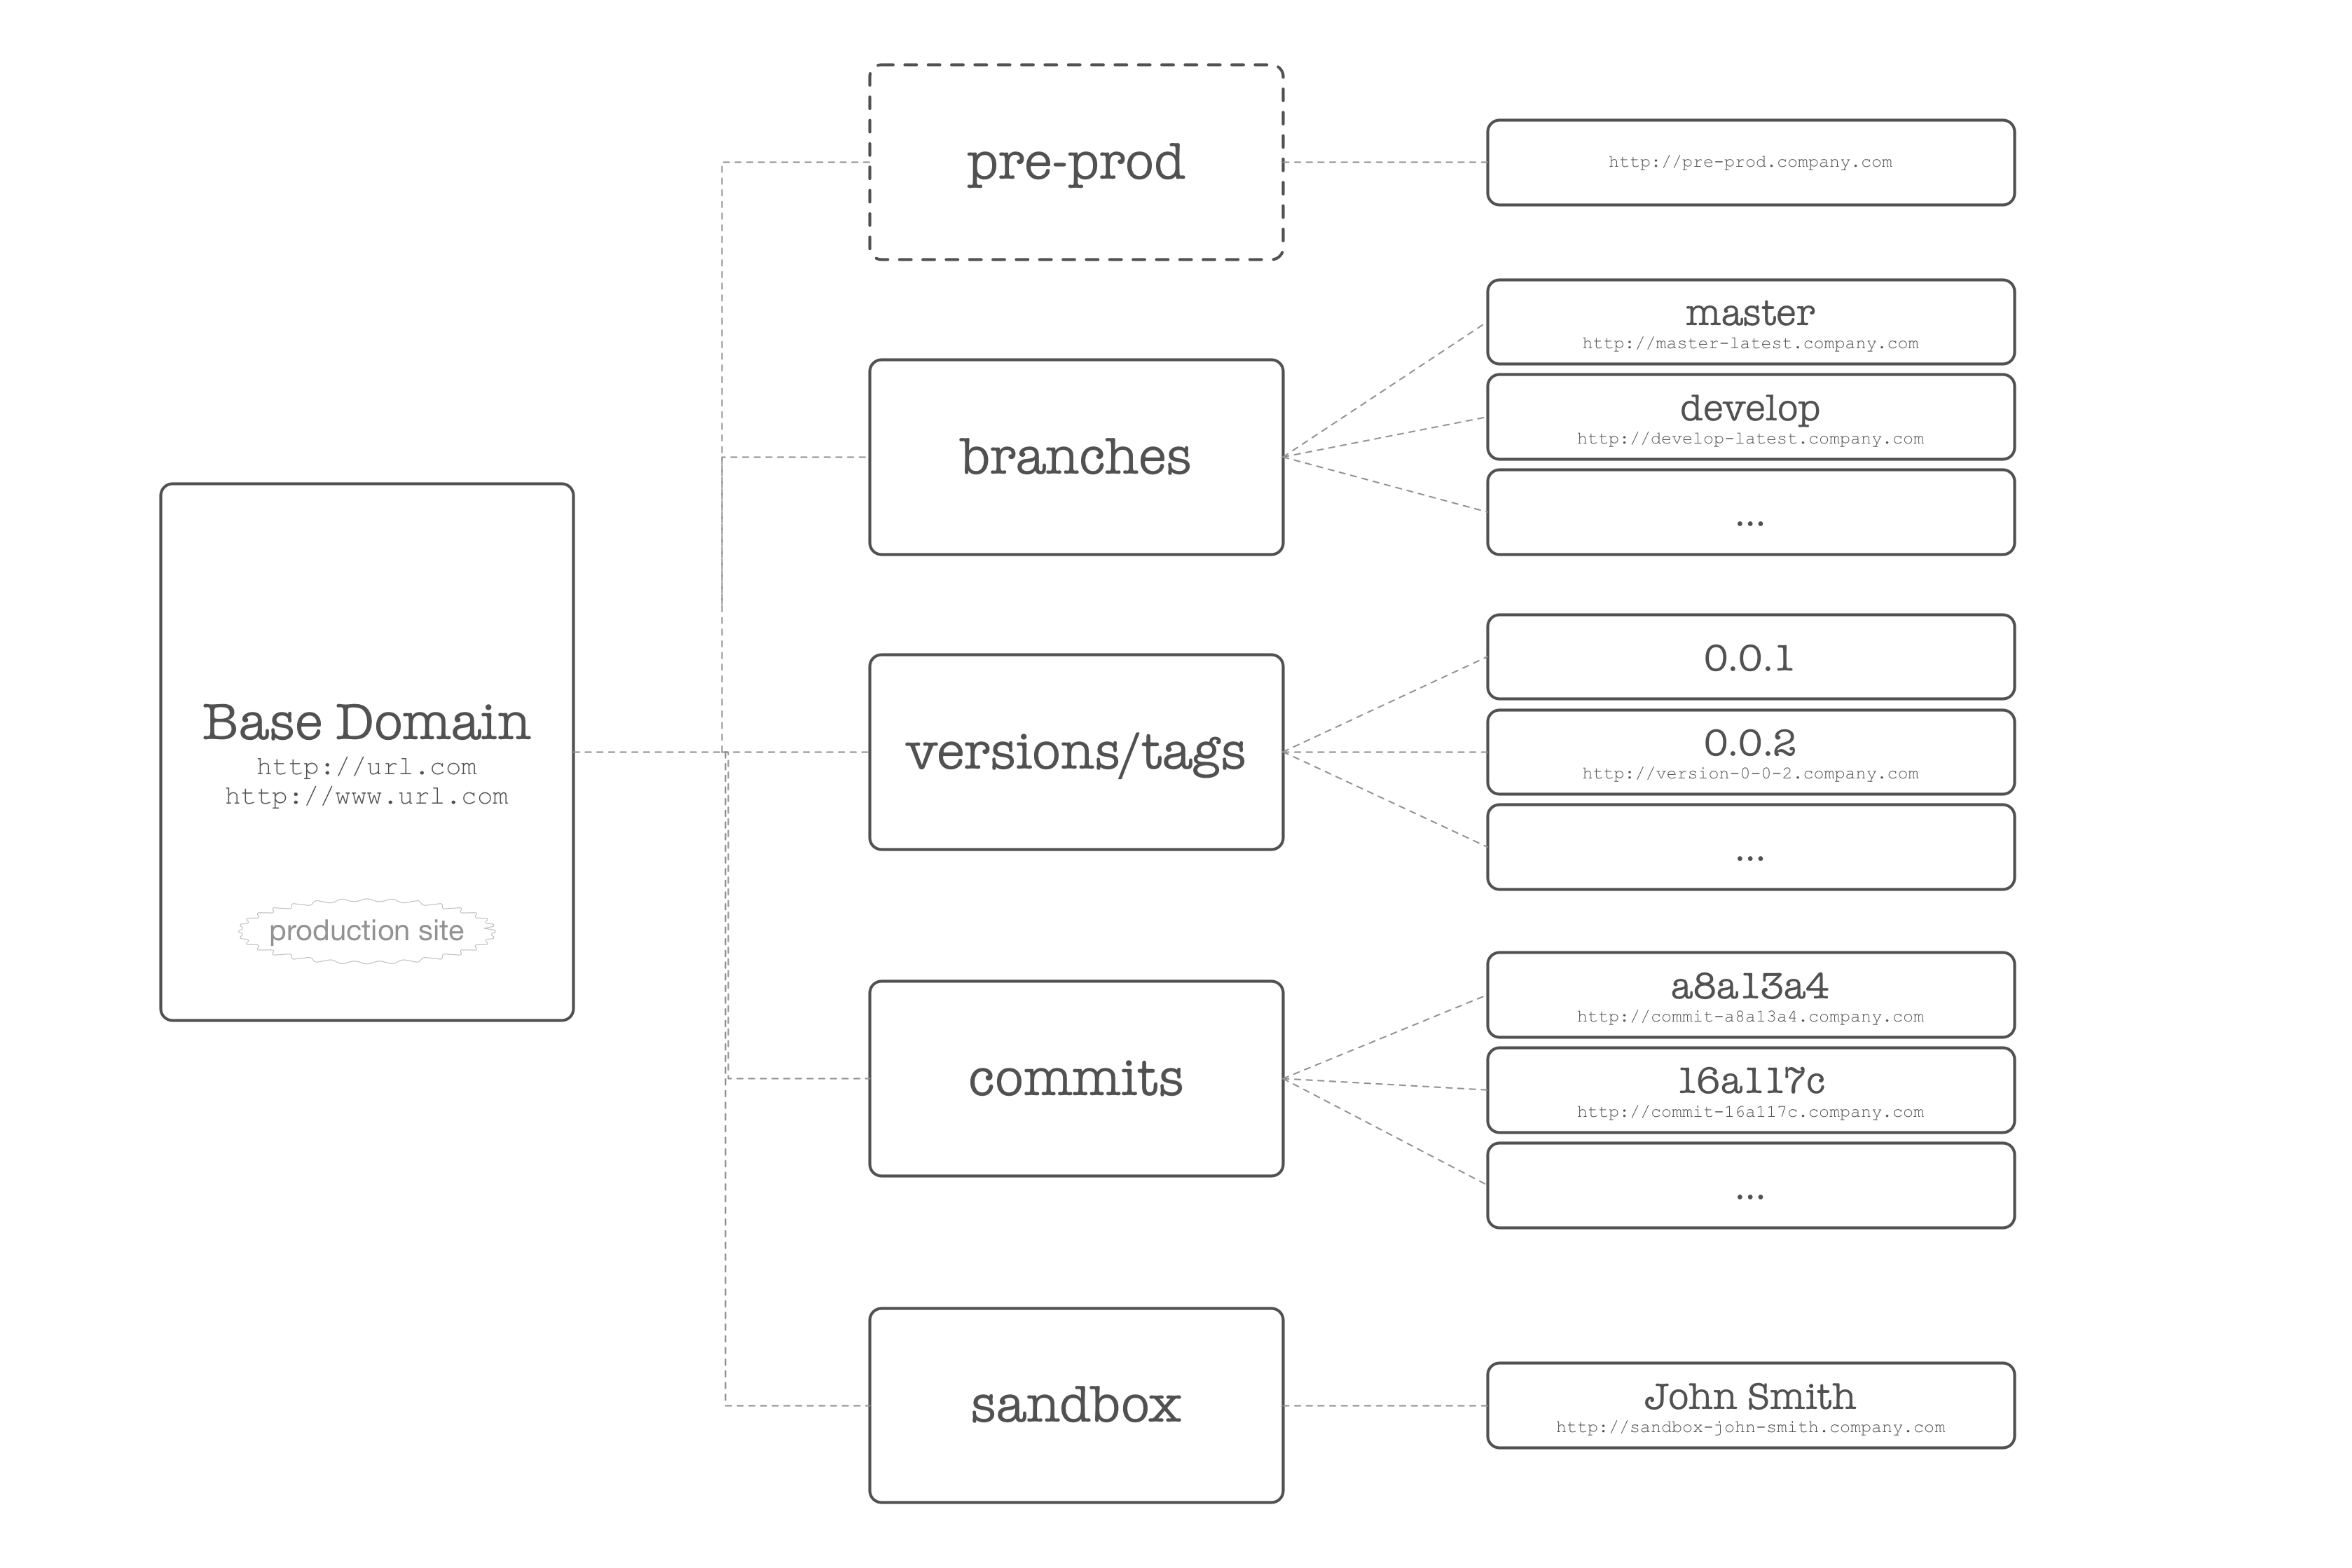 pre-prod
http://pre-prod.company.com
branches
master
http://master-latest.company.com
develop
http://develop-latest.company.com
...
Base Domain
http://url.com
http://www.url.com
production site
versions/tags
0.0.1
0.0.2
http://version-0-0-2.company.com
...
commits
a8a13a4
http://commit-a8a13a4.company.com
16a117c
http://commit-16a117c.company.com
...
sandbox
John Smith
http://sandbox-john-smith.company.com